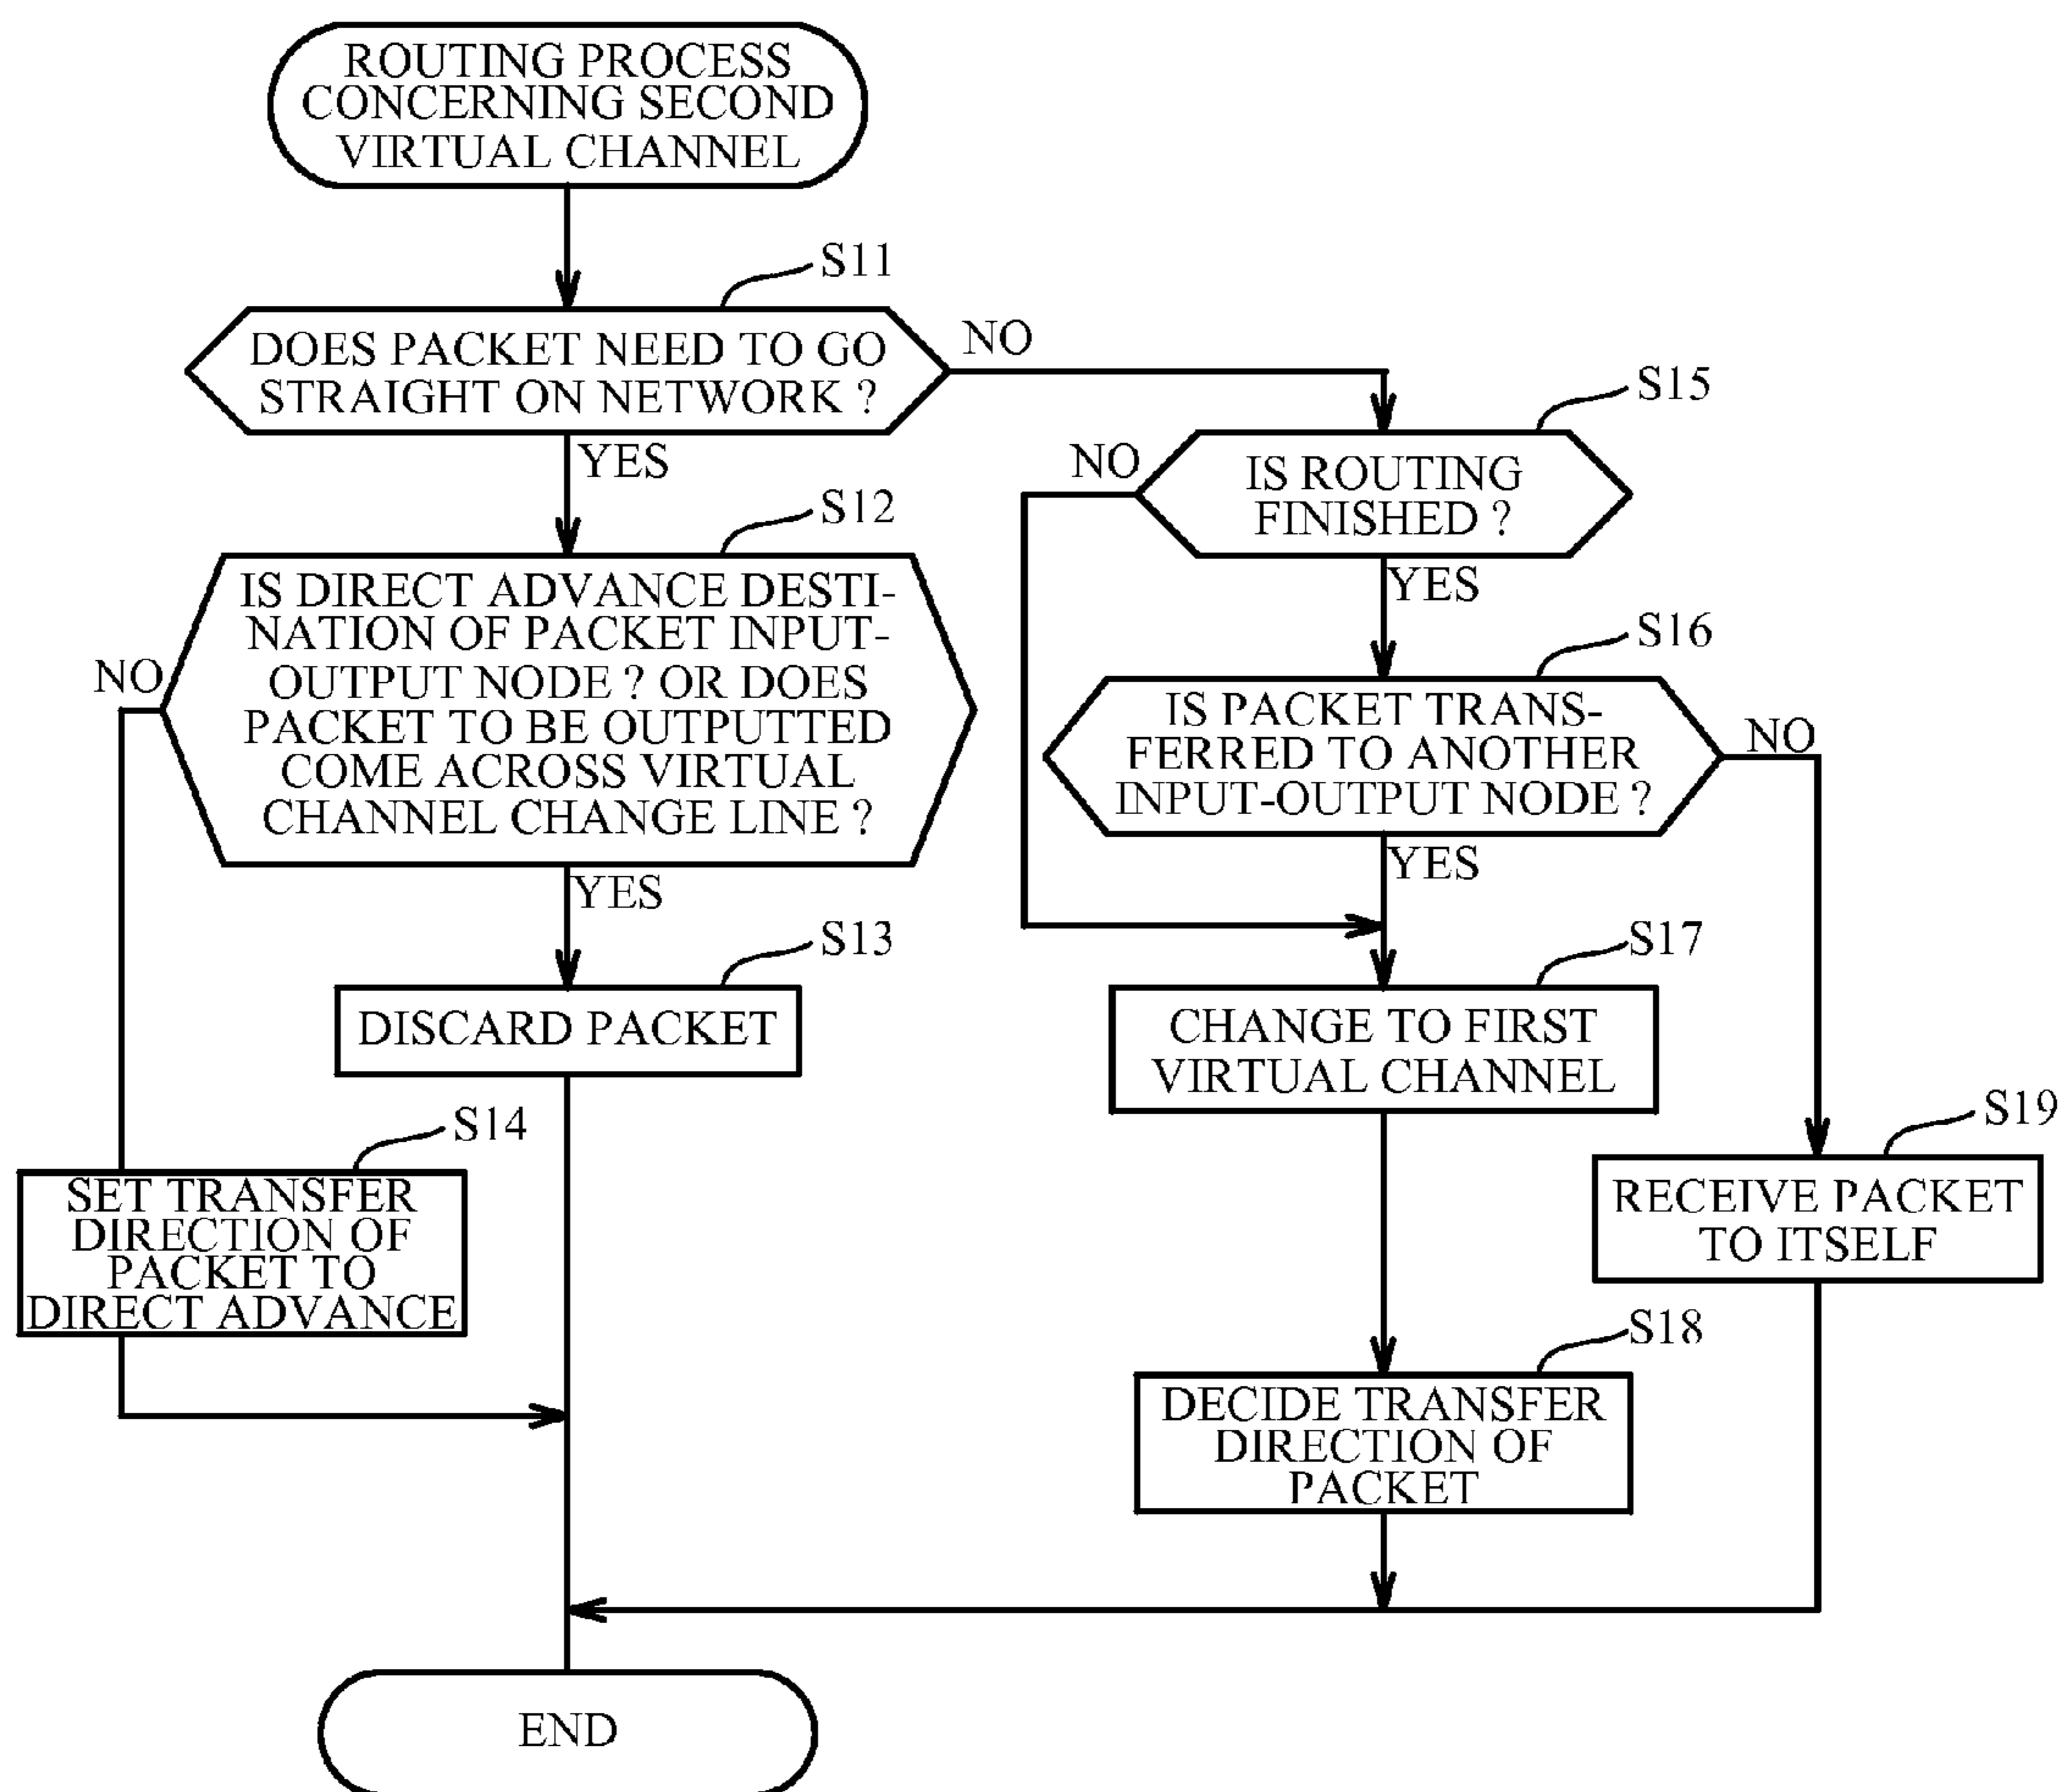 ROUTING PROCESS
CONCERNING SECOND
VIRTUAL CHANNEL
S11
DOES PACKET NEED TO GO
STRAIGHT ON NETWORK ?
NO
YES
S12
IS DIRECT ADVANCE DESTI-
NATION OF PACKET INPUT-
OUTPUT NODE ? OR DOES
PACKET TO BE OUTPUTTED
COME ACROSS VIRTUAL
CHANNEL CHANGE LINE ?
NO
YES
S13
DISCARD PACKET
S14
SET TRANSFER
DIRECTION OF
PACKET TO
DIRECT ADVANCE
S15
IS ROUTING
FINISHED ?
NO
YES
S16
IS PACKET TRANS-
FERRED TO ANOTHER
INPUT-OUTPUT NODE ?
NO
YES
S17
CHANGE TO FIRST
VIRTUAL CHANNEL
S18
DECIDE TRANSFER
DIRECTION OF
PACKET
S19
RECEIVE PACKET
TO ITSELF
END